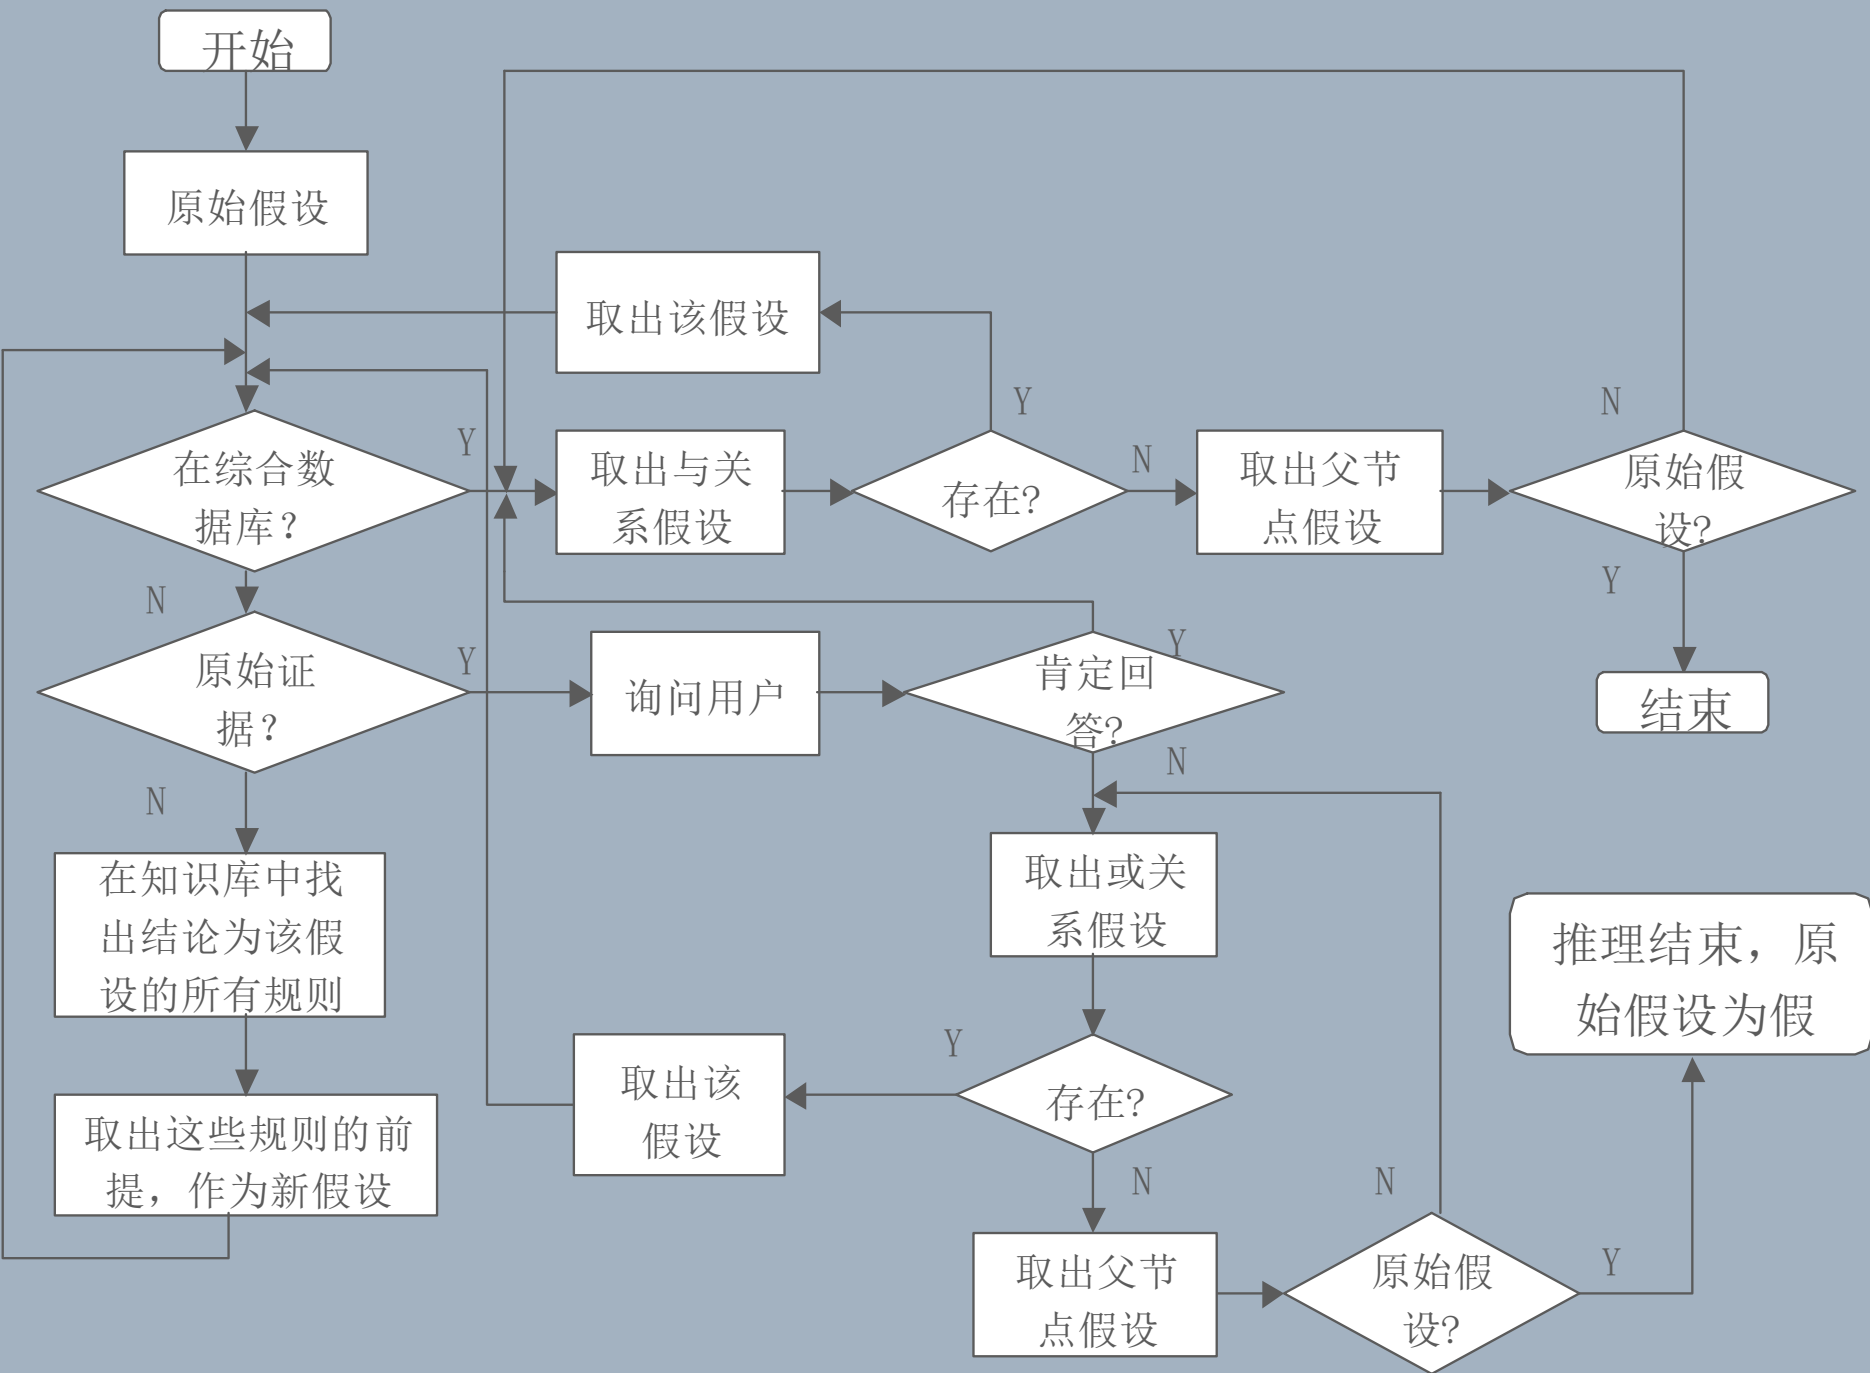 开始
原始假设
取出该假设
Y
N
Y
在综合数
据库？
取出与关
系假设
存在?
N
取出父节
点假设
原始假
设?
N
Y
原始证
据？
Y
询问用户
Y
肯定回
答?
结束
N
N
在知识库中找
出结论为该假
设的所有规则
取出或关
系假设
推理结束，原
始假设为假
Y
取出该
假设
存在?
取出这些规则的前
提，作为新假设
N
N
取出父节
点假设
原始假
设?
Y